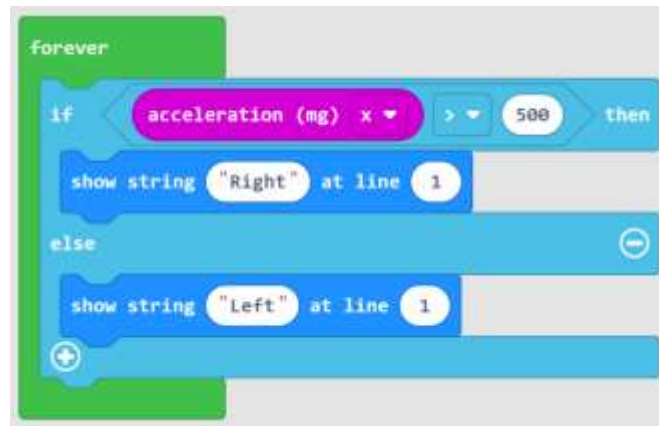 forever
if acceleration (mg) x > 500 then
show string "Right" at line 1
else
show string "Left" at line 1